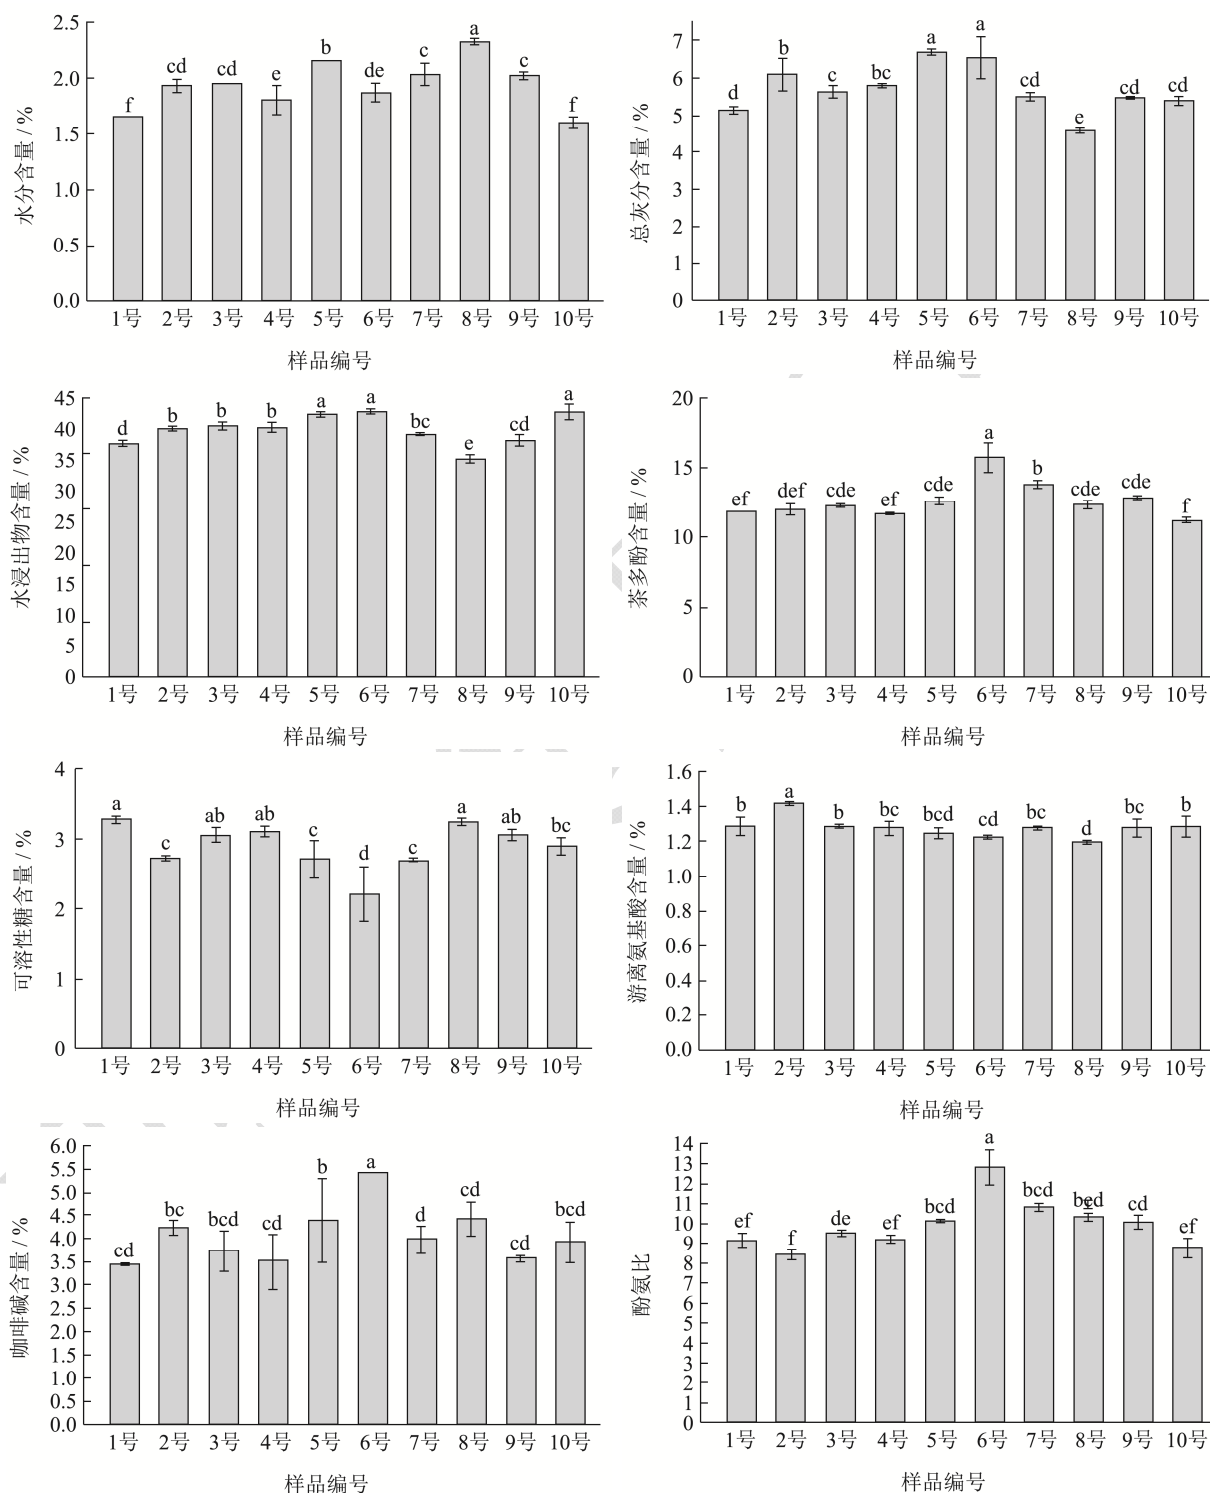 水分含量 / %
2.5
2.0
1.5
1.0
0.5
0.0
f cd cd e b de c a c f
1号 2号 3号 4号 5号 6号 7号 8号 9号 10号
样品编号
总灰分含量 / %
7
6
5
4
3
2
1
0
d b c bc a a cd e cd cd
1号 2号 3号 4号 5号 6号 7号 8号 9号 10号
样品编号
水浸出物含量 / %
45
40
35
30
25
20
15
10
5
0
d b b b a a bc e cd a
1号 2号 3号 4号 5号 6号 7号 8号 9号 10号
样品编号
茶多酚含量 / %
20
15
10
5
0
ef def cde ef cde a b cde cde f
1号 2号 3号 4号 5号 6号 7号 8号 9号 10号
样品编号
可溶性糖含量 / %
4
3
2
1
0
a c ab ab c d c a ab bc
1号 2号 3号 4号 5号 6号 7号 8号 9号 10号
样品编号
游离氨基酸含量 / %
1.6
1.4
1.2
1.0
0.8
0.6
0.4
0.2
0.0
b a b bc bcd cd bc d bc b
1号 2号 3号 4号 5号 6号 7号 8号 9号 10号
样品编号
咖啡碱含量 / %
6.0
5.5
5.0
4.5
4.0
3.5
3.0
2.5
2.0
1.5
1.0
0.5
0.0
cd bc bcd cd b a d cd cd bcd
1号 2号 3号 4号 5号 6号 7号 8号 9号 10号
样品编号
酚氨比
14
13
12
11
10
9
8
7
6
5
4
3
2
1
0
ef f de ef bcd a bcd bcd cd ef
1号 2号 3号 4号 5号 6号 7号 8号 9号 10号
样品编号